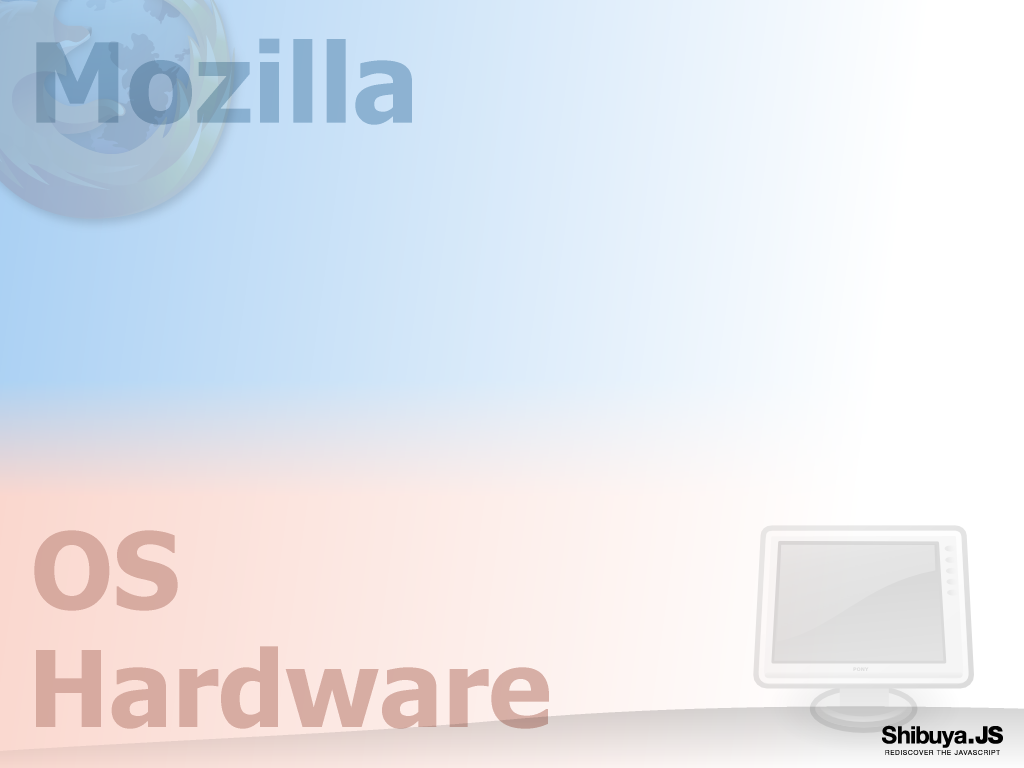 Mozilla
OS
Hardware
Shibuya.JS
REDISCOVER THE JAVASCRIPT